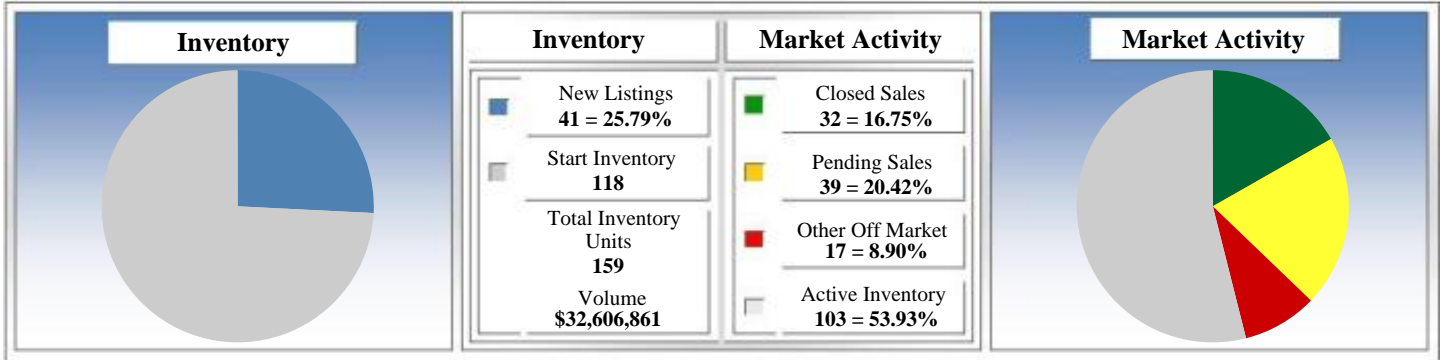 Inventory
Inventory
Market Activity
New Listings
41 = 25.79%
Start Inventory
118
Total Inventory
Units
159
Volume
$32,606,861
Closed Sales
32 = 16.75%
Pending Sales
39 = 20.42%
Other Off Market
17 = 8.90%
Active Inventory
103 = 53.93%
Market Activity